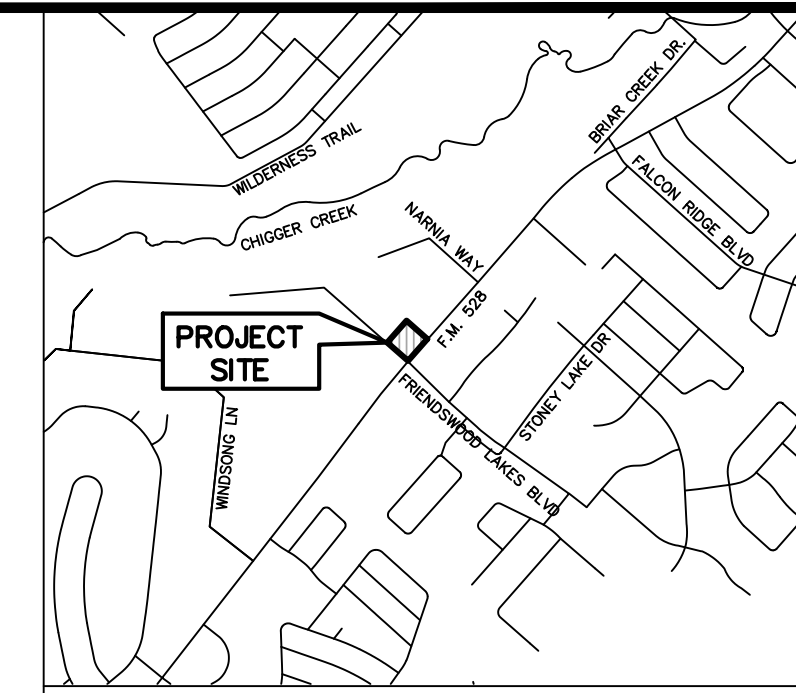 BRIAR CREEK DR.
WILDERNESS TRAIL
FALCON RIDGE BLVD
CHIGGER CREEK
NARNIA WAY
F.M. 528
PROJECT
SITE
STONEY LAKE DR
FRIENDSWOOD LAKES BLVD
WINDSONG LN